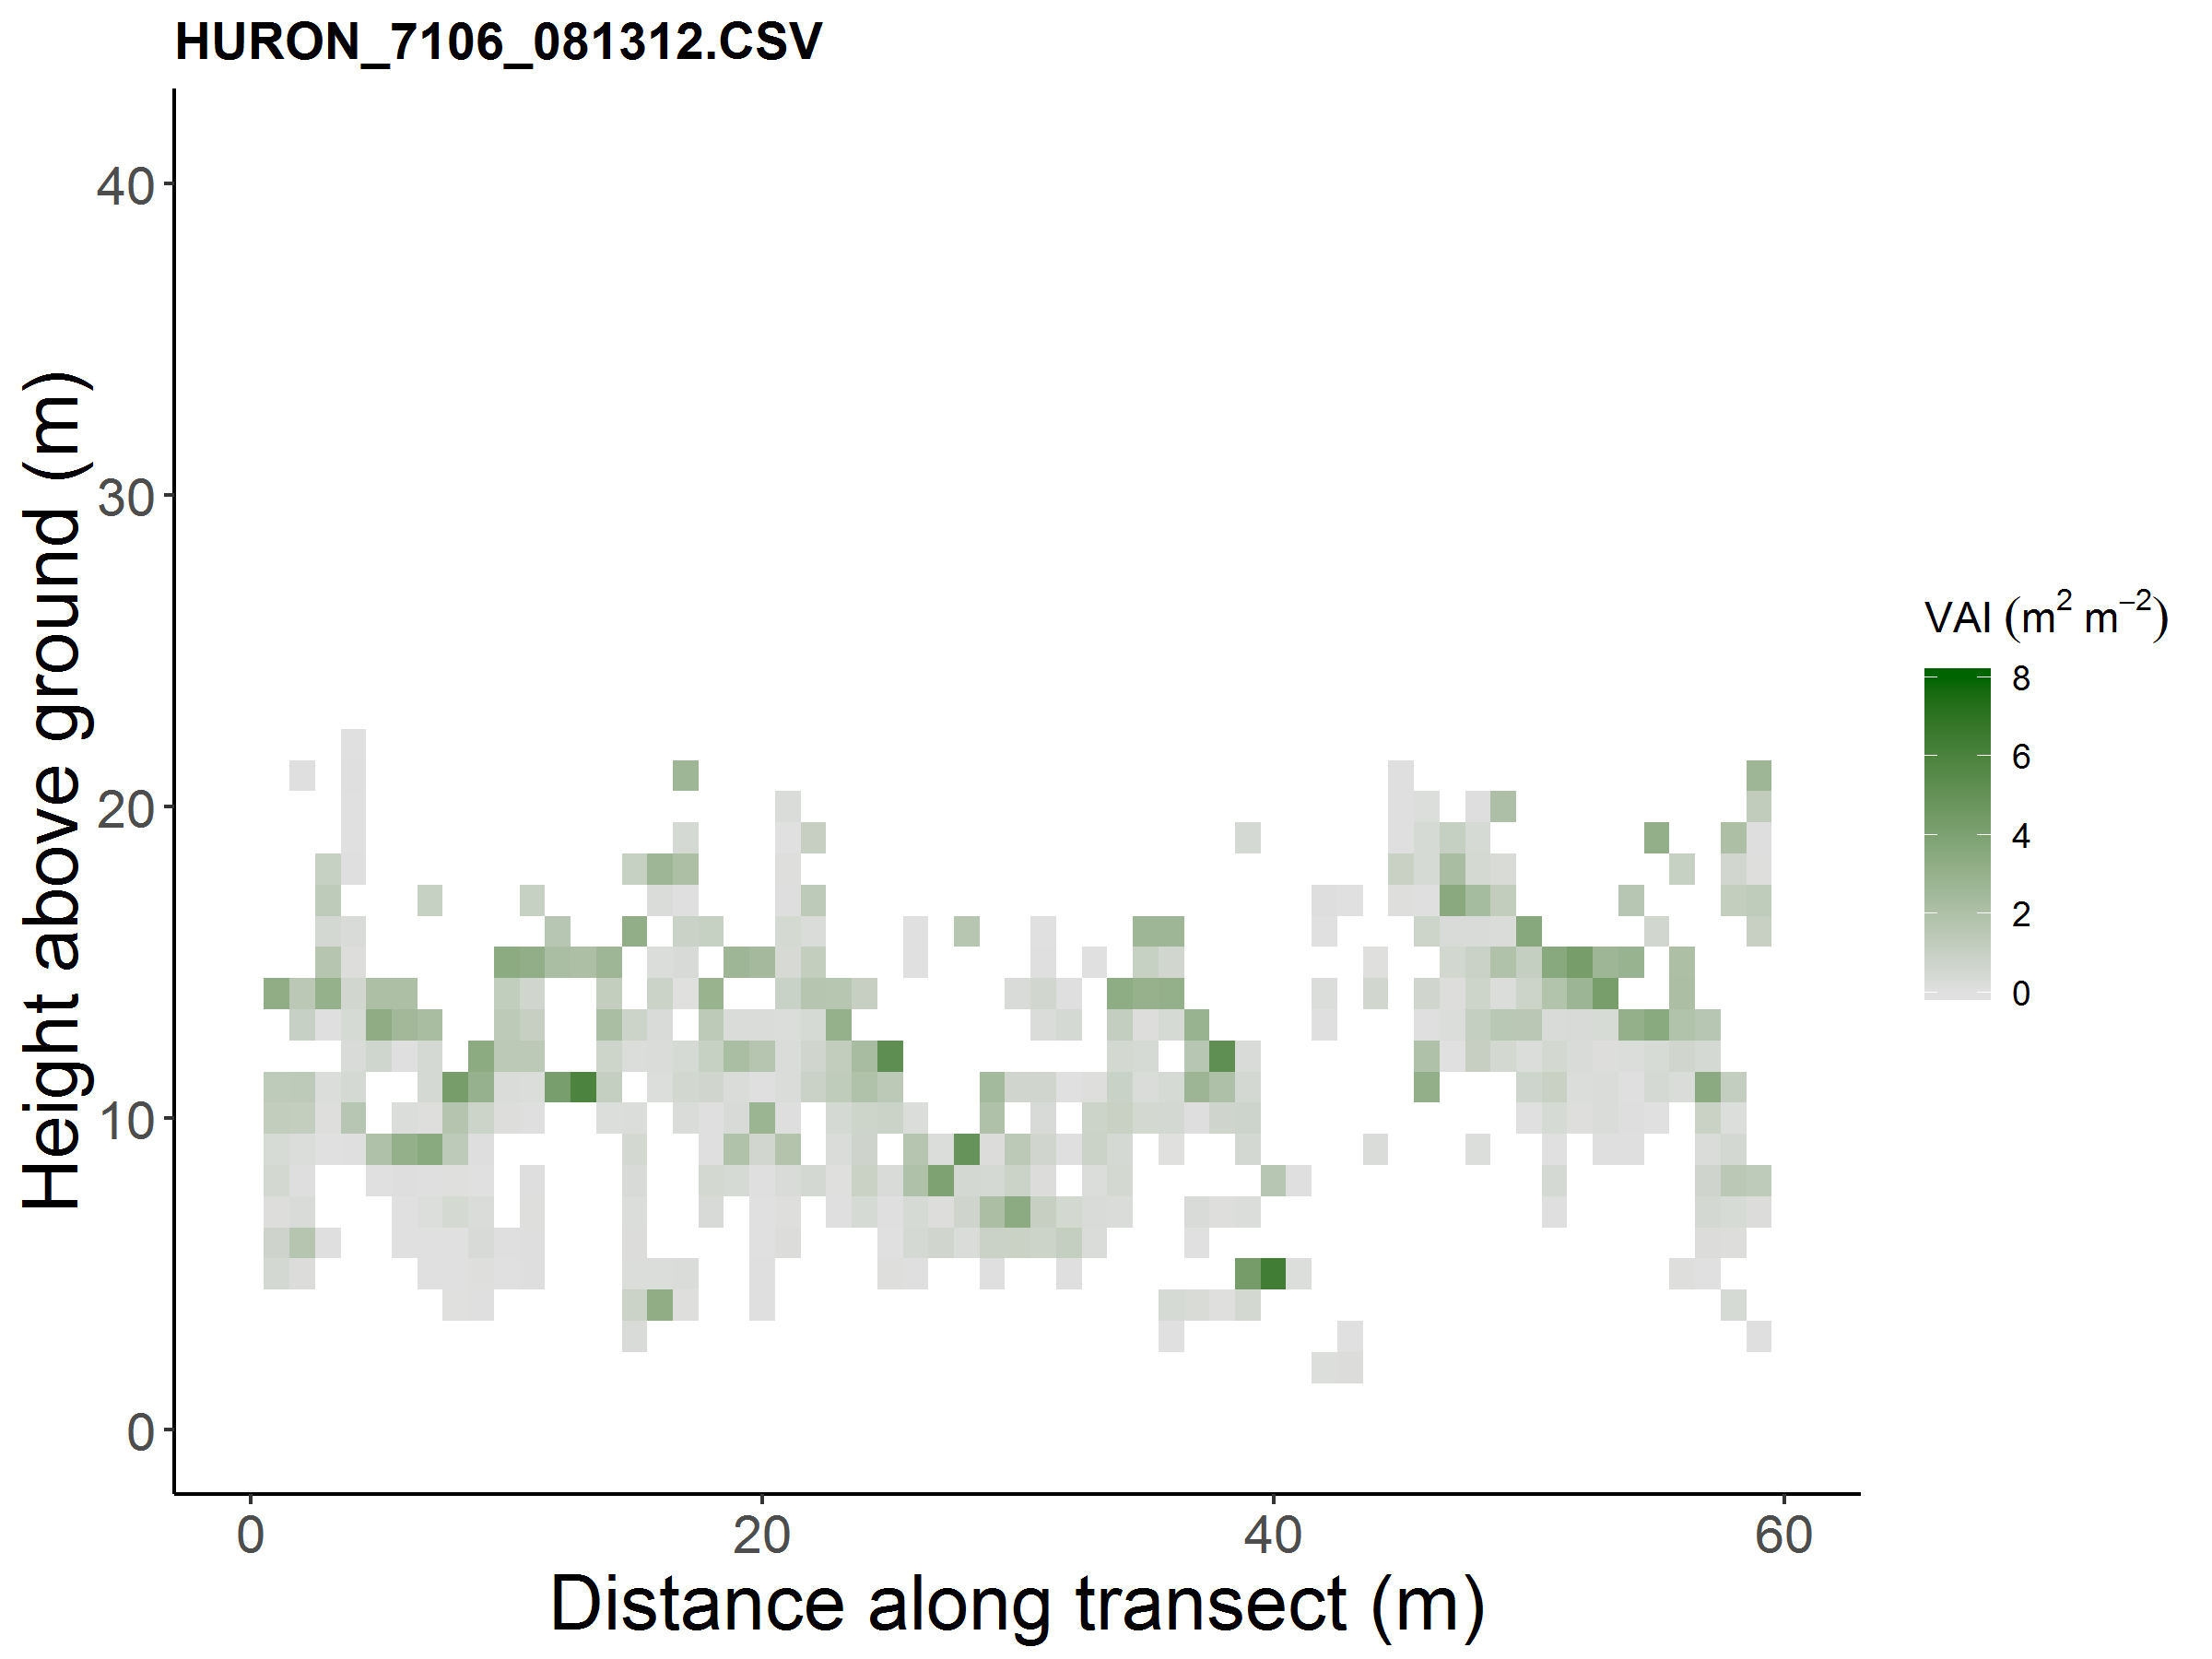 HURON_7106_081312.CSV
Height above ground (m)
40
30
20
10
0
0 20 40 60
Distance along transect (m)
VAI (m² m⁻²)
8
6
4
2
0